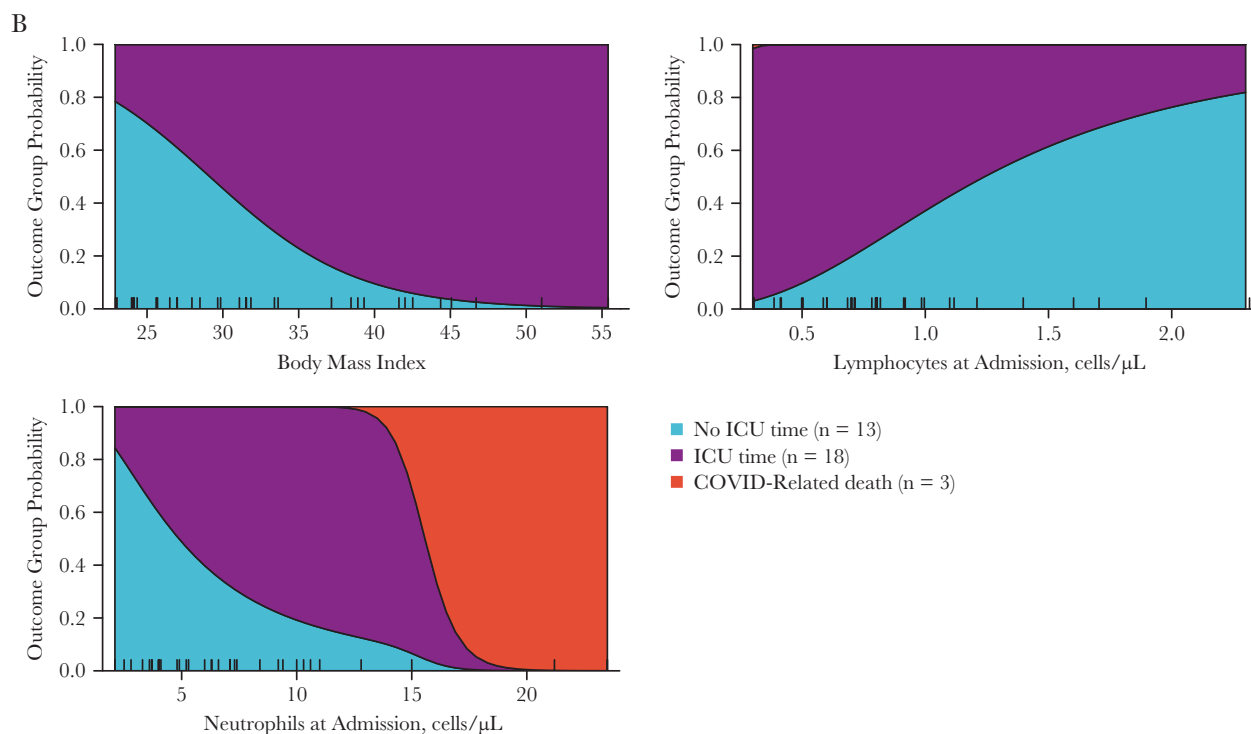 B
Outcome Group Probability
1.0
0.8
0.6
0.4
0.2
0.0
25 30 35 40 45 50 55
Body Mass Index
Outcome Group Probability
1.0
0.8
0.6
0.4
0.2
0.0
0.5 1.0 1.5 2.0
Lymphocytes at Admission, cells/μL
Outcome Group Probability
1.0
0.8
0.6
0.4
0.2
0.0
5 10 15 20
Neutrophils at Admission, cells/μL
No ICU time (n = 13)
ICU time (n = 18)
COVID-Related death (n = 3)